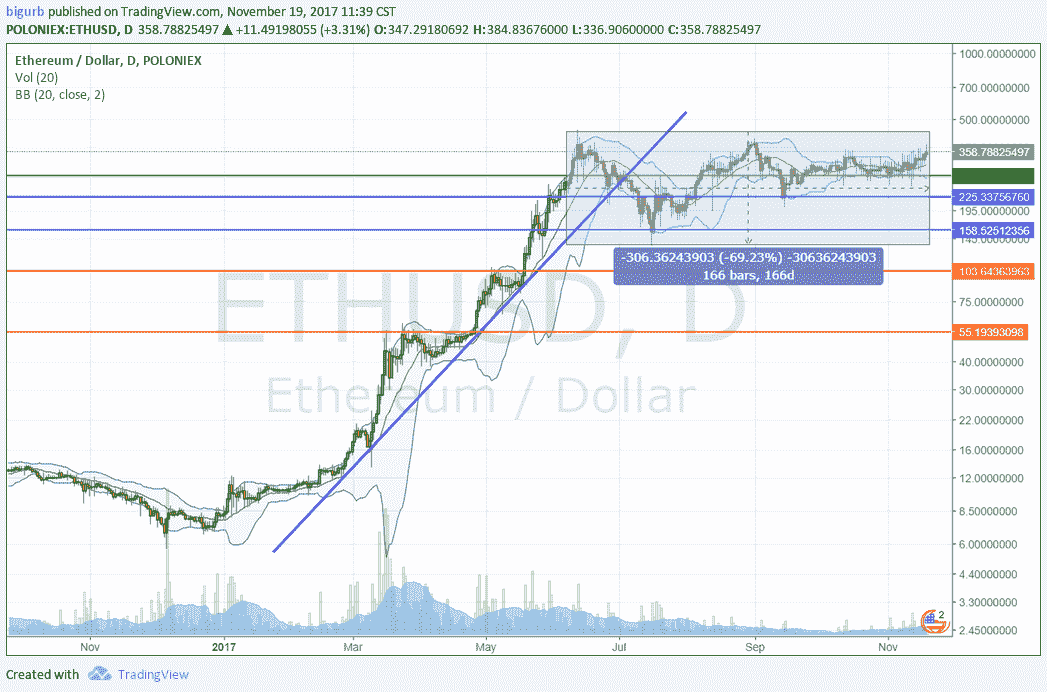 bigurb published on TradingView.com, November 19, 2017 11:39 CST
POLONIEX:ETHUSD, D 358.78825497 ▲ +11.49198055 (+3.31%) O:347.29180692 H:384.83676000 L:336.90600000 C:358.78825497
Ethereum / Dollar, D, POLONIEX
Vol (20)
BB (20, close, 2)
1000.00000000
700.00000000
500.00000000
358.78825497
225.33756760
195.00000000
158.62512356
140.00000000
-306.36243903 (-69.23%) -30636243903
166 bars, 166d
103.64360963
75.00000000
55.19393098
40.00000000
30.00000000
22.00000000
16.00000000
12.00000000
8.50000000
6.00000000
4.40000000
3.30000000
2.45000000
ETHUSD, D
Ethereum / Dollar
2
Nov 2017 Mar May Jul Sep Nov
Created with TradingView